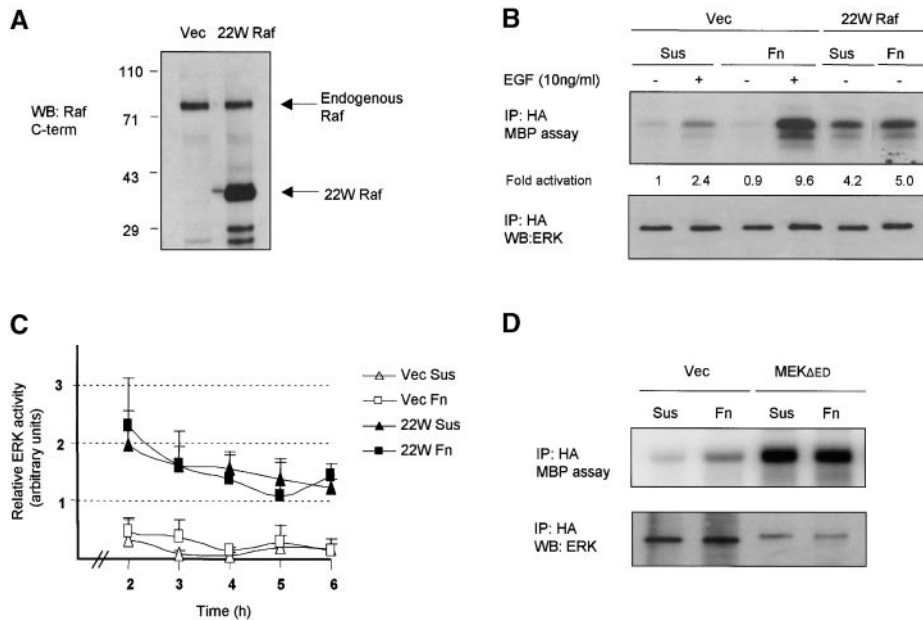 A
Vec 22W Raf
110
71
43
29
WB: Raf
C-term
Endogenous
Raf
22W Raf
B
Vec 22W Raf
Sus Fn Sus Fn
EGF (10ng/ml) - + - + - -
IP: HA
MBP assay
Fold activation 1 2.4 0.9 9.6 4.2 5.0
IP: HA
WB:ERK
C
Relative ERK activity
(arbitrary units)
3
2
1
2 3 4 5 6
Time (h)
Vec Sus
Vec Fn
22W Sus
22W Fn
D
Vec MEKΔED
Sus Fn Sus Fn
IP: HA
MBP assay
IP: HA
WB: ERK